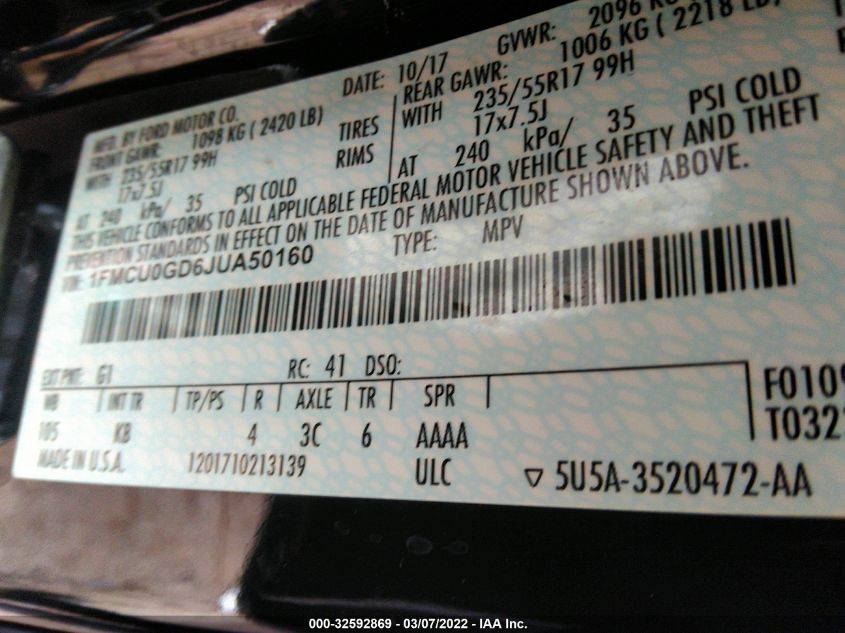 MFD. BY FORD MOTOR CO.
DATE: 10/17
GVWR: 2096 KG
FRONT GAWR: 1098 KG ( 2420 LB)
REAR GAWR: 1006 KG ( 2218 LB)
WITH 235/55R17 99H
TIRES
WITH 235/55R17 99H
17x7.5J
RIMS
17x7.5J
AT 240 kPa/ 35 PSI COLD
AT 240 kPa/ 35 PSI COLD
THIS VEHICLE CONFORMS TO ALL APPLICABLE FEDERAL MOTOR VEHICLE SAFETY AND THEFT
PREVENTION STANDARDS IN EFFECT ON THE DATE OF MANUFACTURE SHOWN ABOVE.
VIN: 1FMCU0GD6JUA50160
TYPE: MPV
EXT PNT: G1 RC: 41 DSO:
WB INT TR TP/PS R AXLE TR SPR
105 KB 4 3C 6 AAAA
F0109
T032
MADE IN U.S.A. 1201710213139 ULC ▽ 5U5A-3520472-AA
000-32592869 - 03/07/2022 - IAA Inc.